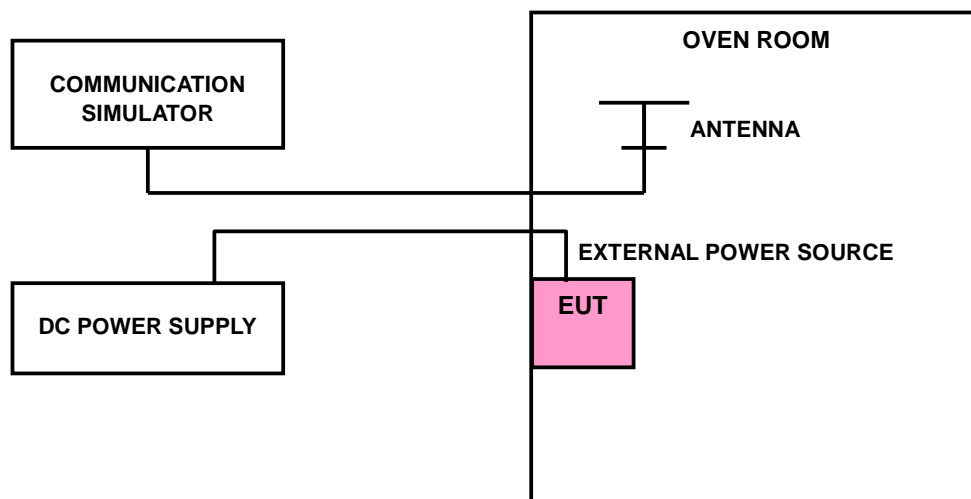 OVEN ROOM
COMMUNICATION
SIMULATOR
ANTENNA
EXTERNAL POWER SOURCE
EUT
DC POWER SUPPLY